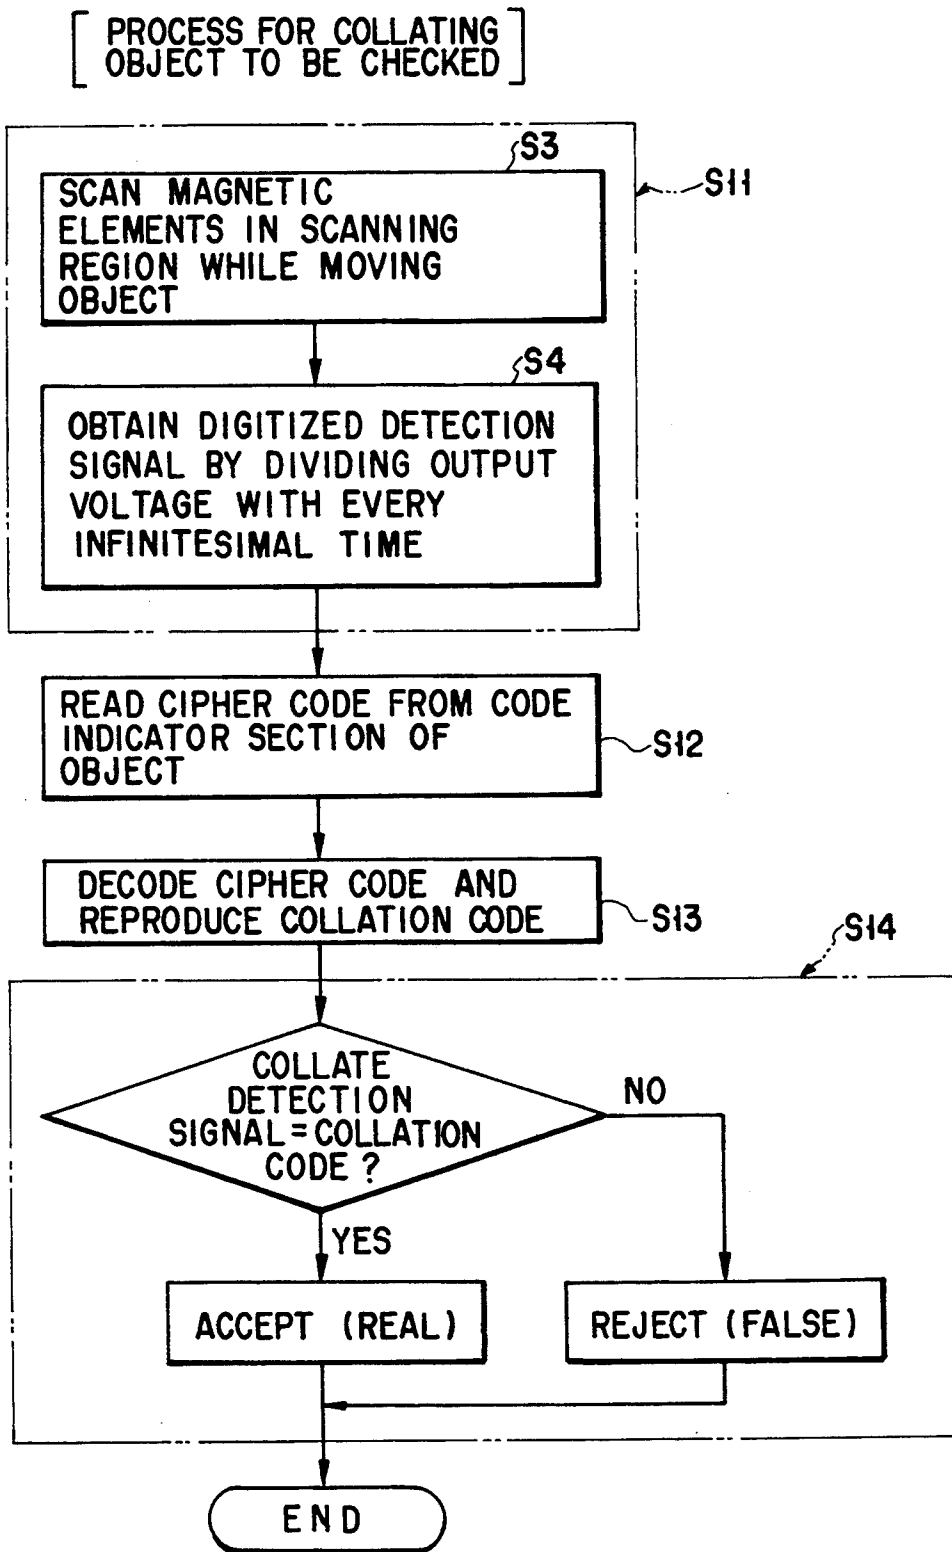 PROCESS FOR COLLATING
OBJECT TO BE CHECKED
S3
S11
SCAN MAGNETIC
ELEMENTS IN SCANNING
REGION WHILE MOVING
OBJECT
S4
OBTAIN DIGITIZED DETECTION
SIGNAL BY DIVIDING OUTPUT
VOLTAGE WITH EVERY
INFINITESIMAL TIME
READ CIPHER CODE FROM CODE
INDICATOR SECTION OF
OBJECT
S12
DECODE CIPHER CODE AND
REPRODUCE COLLATION CODE
S13
S14
COLLATE
DETECTION
SIGNAL=COLLATION
CODE?
NO
YES
ACCEPT (REAL)
REJECT (FALSE)
END